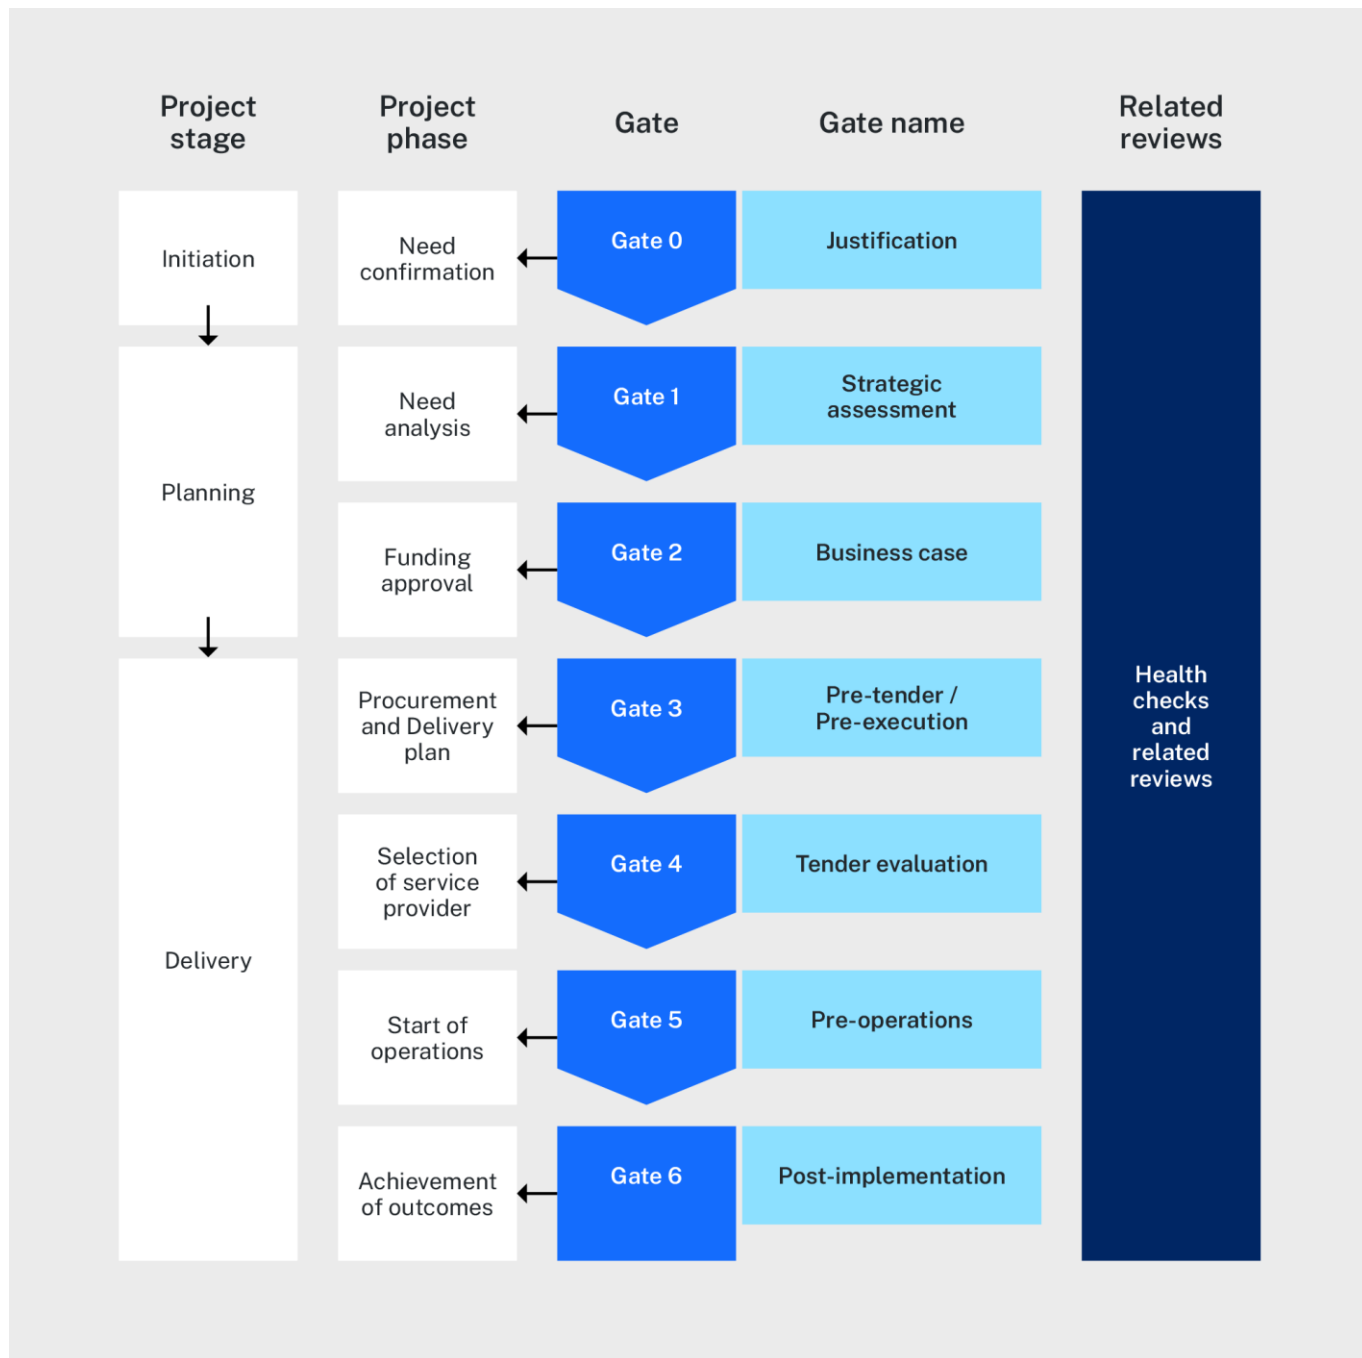 Project
stage
Project
phase
Gate
Gate name
Related
reviews
Initiation
Need
confirmation
Gate 0
Justification
Planning
Need
analysis
Gate 1
Strategic
assessment
Funding
approval
Gate 2
Business case
Delivery
Procurement
and Delivery
plan
Gate 3
Pre-tender /
Pre-execution
Selection
of service
provider
Gate 4
Tender evaluation
Start of
operations
Gate 5
Pre-operations
Achievement
of outcomes
Gate 6
Post-implementation
Health
checks
and
related
reviews